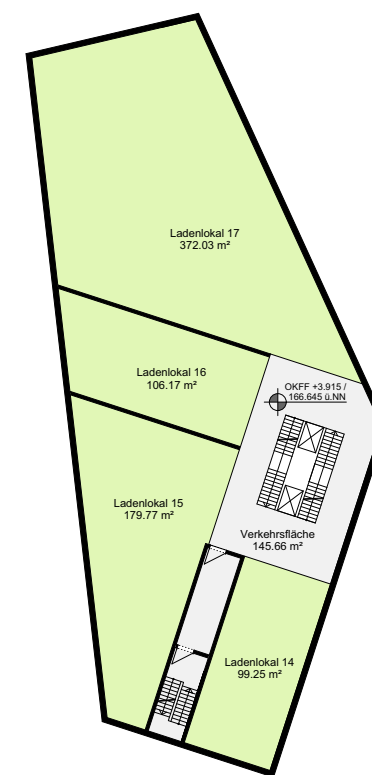 Ladenlokal 17
372.03 m²
Ladenlokal 16
106.17 m²
OKFF +3.915 /
166.645 ü.NN
Ladenlokal 15
179.77 m²
Verkehrsfläche
145.66 m²
Ladenlokal 14
99.25 m²